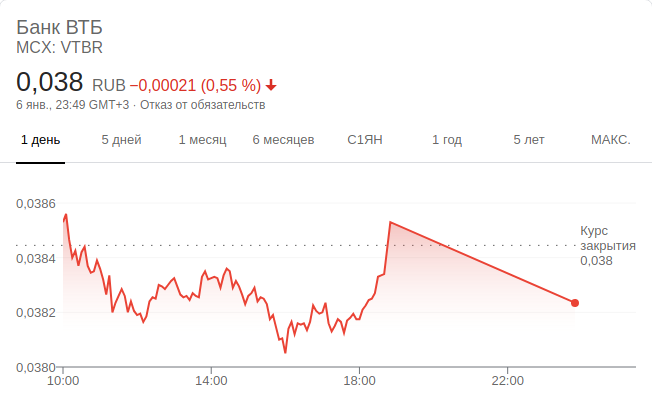 Банк ВТБ
MCX: VTBR
0,038 RUB −0,00021 (0,55 %)
6 янв., 23:49 GMT+3 · Отказ от обязательств
1 день 5 дней 1 месяц 6 месяцев С1ЯН 1 год 5 лет МАКС.
0,0386
Курс
закрытия
0,038
0,0384
0,0382
0,0380
10:00 14:00 18:00 22:00